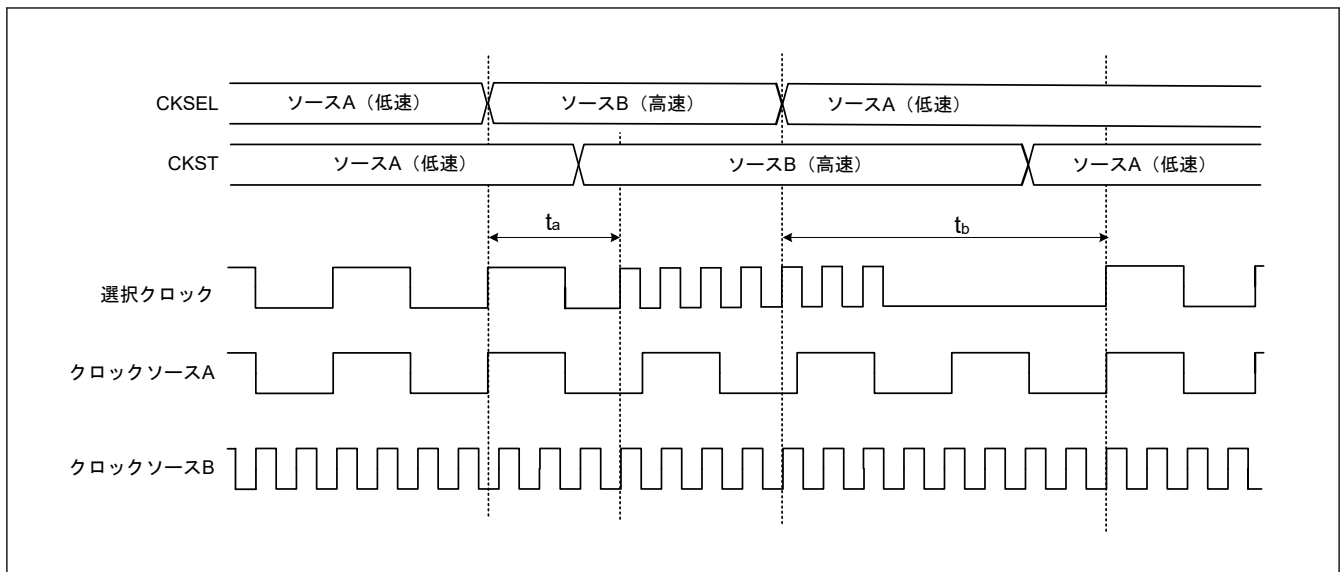 CKSEL ソースA（低速） ソースB（高速） ソースA（低速）
CKST ソースA（低速） ソースB（高速） ソースA（低速）
ta tb
選択クロック
クロックソースA
クロックソースB